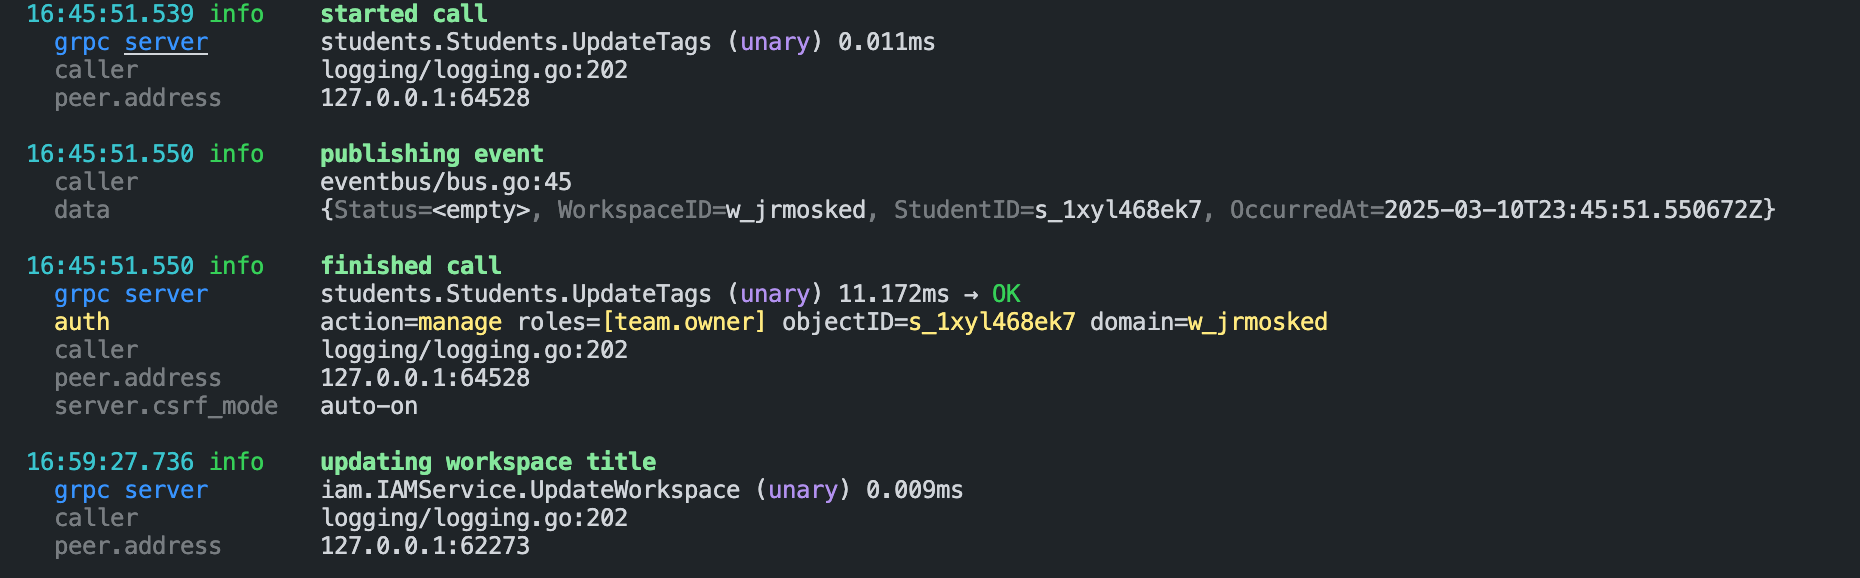 16:45:51.539 info started call
grpc server students.Students.UpdateTags (unary) 0.011ms
caller logging/logging.go:202
peer.address 127.0.0.1:64528
16:45:51.550 info publishing event
caller eventbus/bus.go:45
data {Status=<empty>, WorkspaceID=w_jrmosked, StudentID=s_1xyl468ek7, OccurredAt=2025-03-10T23:45:51.550672Z}
16:45:51.550 info finished call
grpc server students.Students.UpdateTags (unary) 11.172ms → OK
auth action=manage roles=[team.owner] objectID=s_1xyl468ek7 domain=w_jrmosked
caller logging/logging.go:202
peer.address 127.0.0.1:64528
server.csrf_mode auto-on
16:59:27.736 info updating workspace title
grpc server iam.IAMService.UpdateWorkspace (unary) 0.009ms
caller logging/logging.go:202
peer.address 127.0.0.1:62273